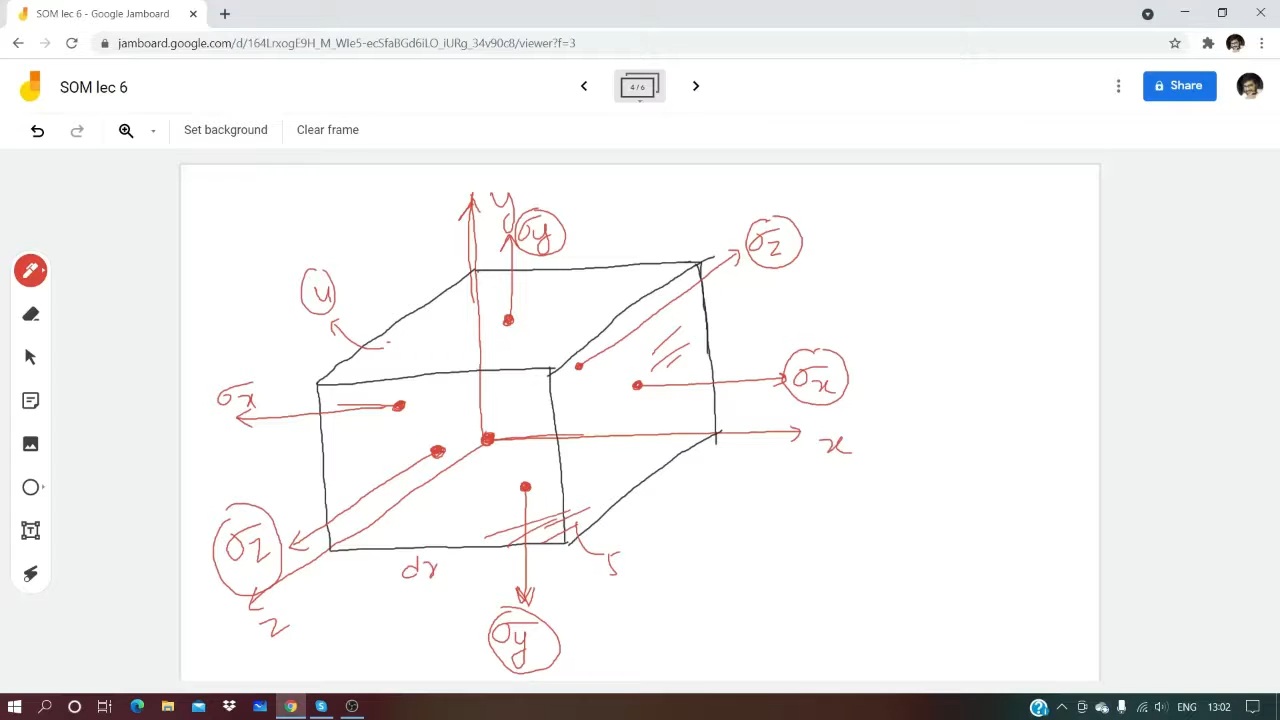 SOM lec 6 - Google Jamboard
jamboard.google.com/d/164LrxogE9H_M_WIe5-ecSfaBGd6iLO_iURg_34v90c8/viewer?f=3
SOM lec 6
4 / 6
Share
Set background
Clear frame
y
σy
σz
u
σx
σx
x
σz
z
dx
5
σy
13:02